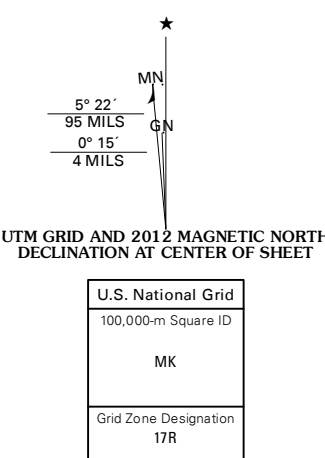 ★
MN
5° 22´
95 MILS
GN
0° 15´
4 MILS
UTM GRID AND 2012 MAGNETIC NORTH
DECLINATION AT CENTER OF SHEET
U.S. National Grid
100,000-m Square ID
MK
Grid Zone Designation
17R